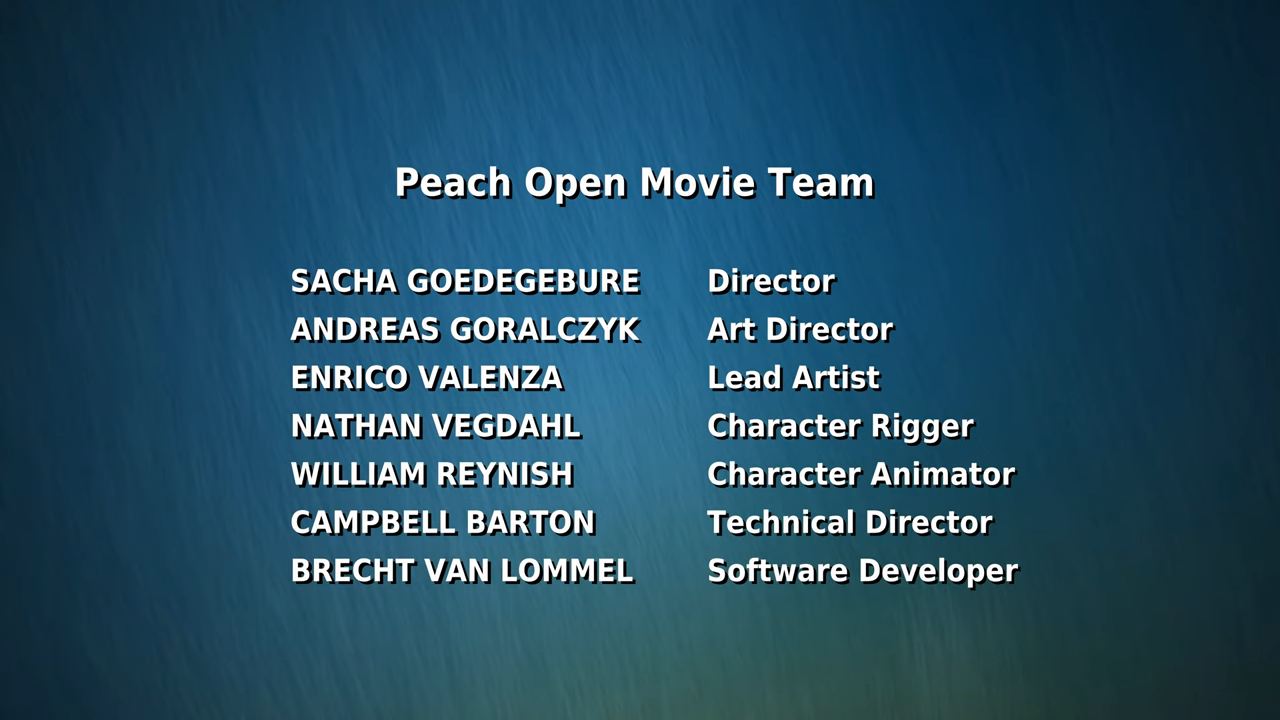 Peach Open Movie Team
SACHA GOEDEGEBURE Director
ANDREAS GORALCZYK Art Director
ENRICO VALENZA Lead Artist
NATHAN VEGDAHL Character Rigger
WILLIAM REYNISH Character Animator
CAMPBELL BARTON Technical Director
BRECHT VAN LOMMEL Software Developer